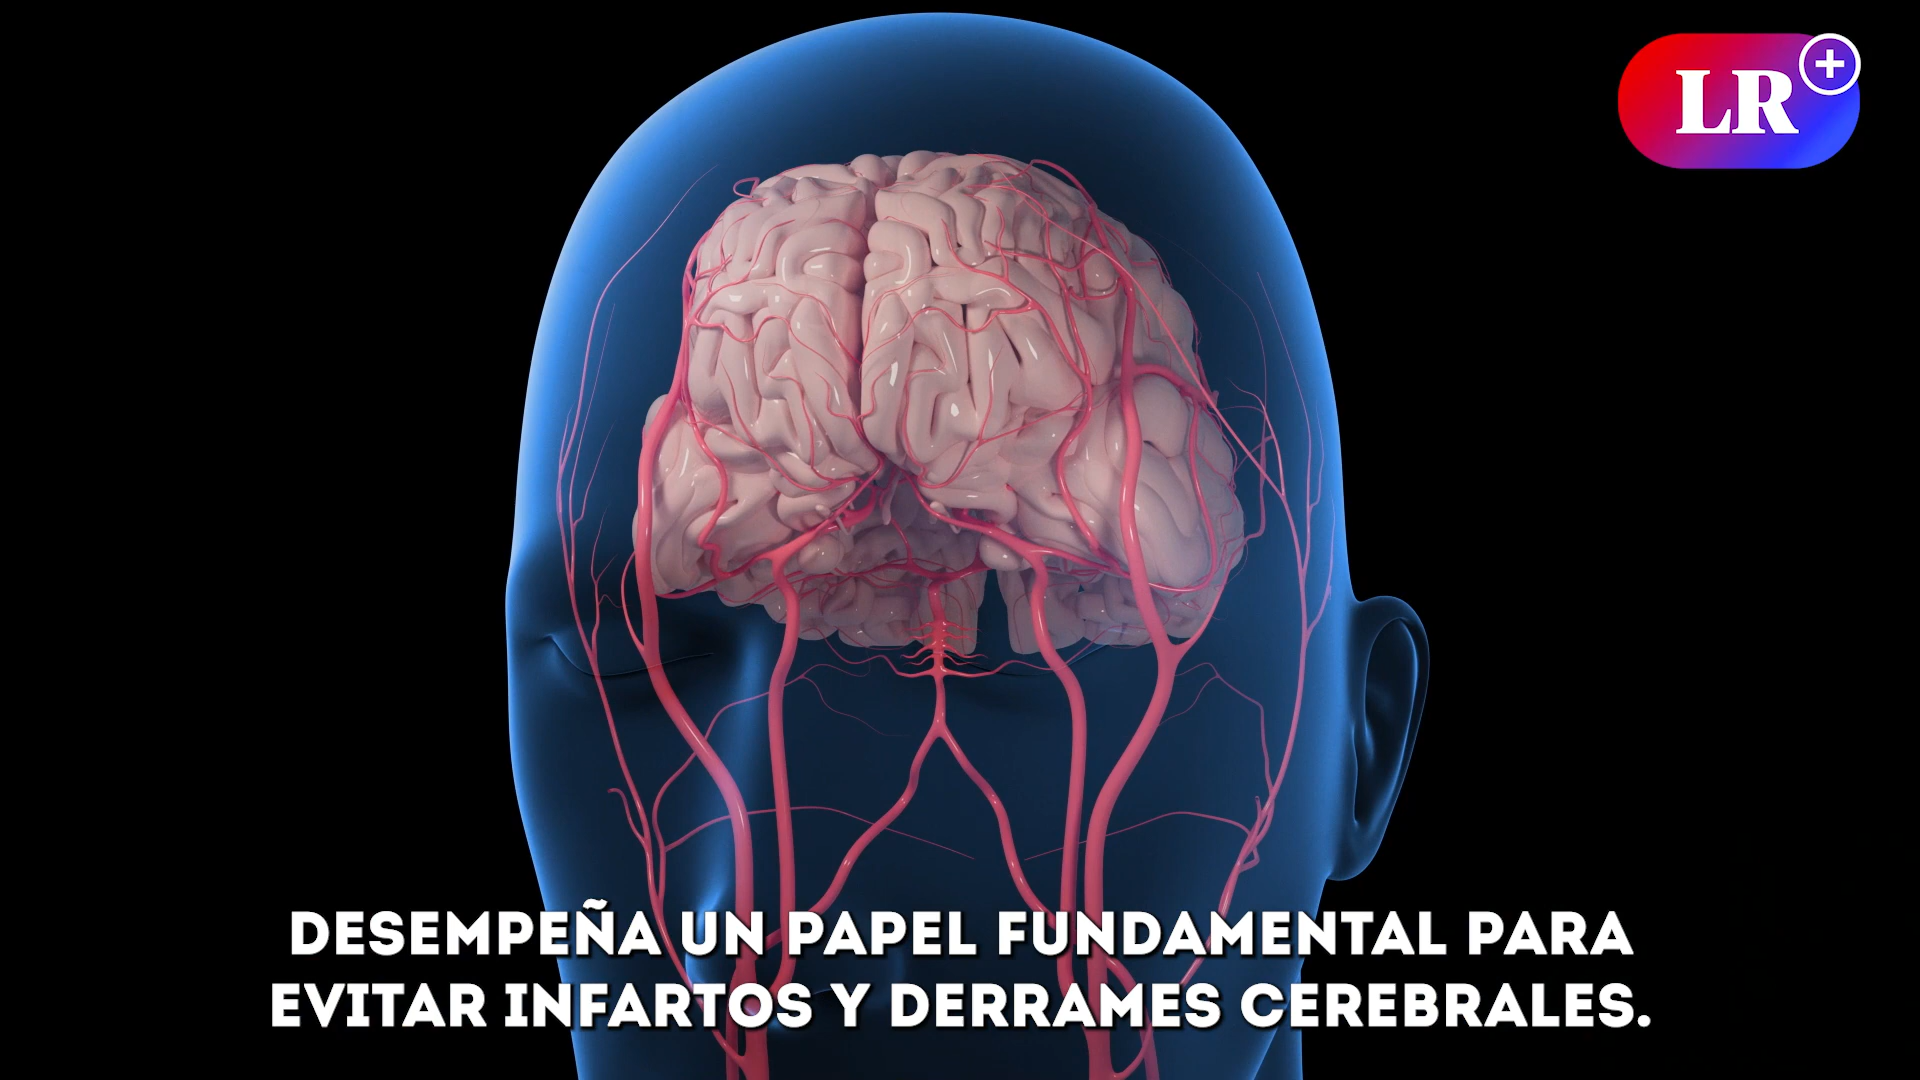 LR+
DESEMPEÑA UN PAPEL FUNDAMENTAL PARA
EVITAR INFARTOS Y DERRAMES CEREBRALES.